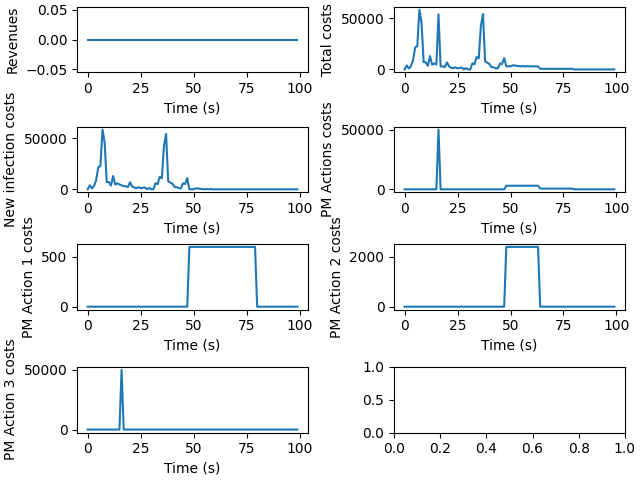 Revenues
0.05
0.00
−0.05
0 25 50 75 100
Time (s)
Total costs
50000
0
0 25 50 75 100
Time (s)
New infection costs
50000
0
0 25 50 75 100
Time (s)
PM Actions costs
50000
0
0 25 50 75 100
Time (s)
PM Action 1 costs
500
0
0 25 50 75 100
Time (s)
PM Action 2 costs
2000
0
0 25 50 75 100
Time (s)
PM Action 3 costs
50000
0
0 25 50 75 100
Time (s)
1.0
0.5
0.0
0.0 0.2 0.4 0.6 0.8 1.0